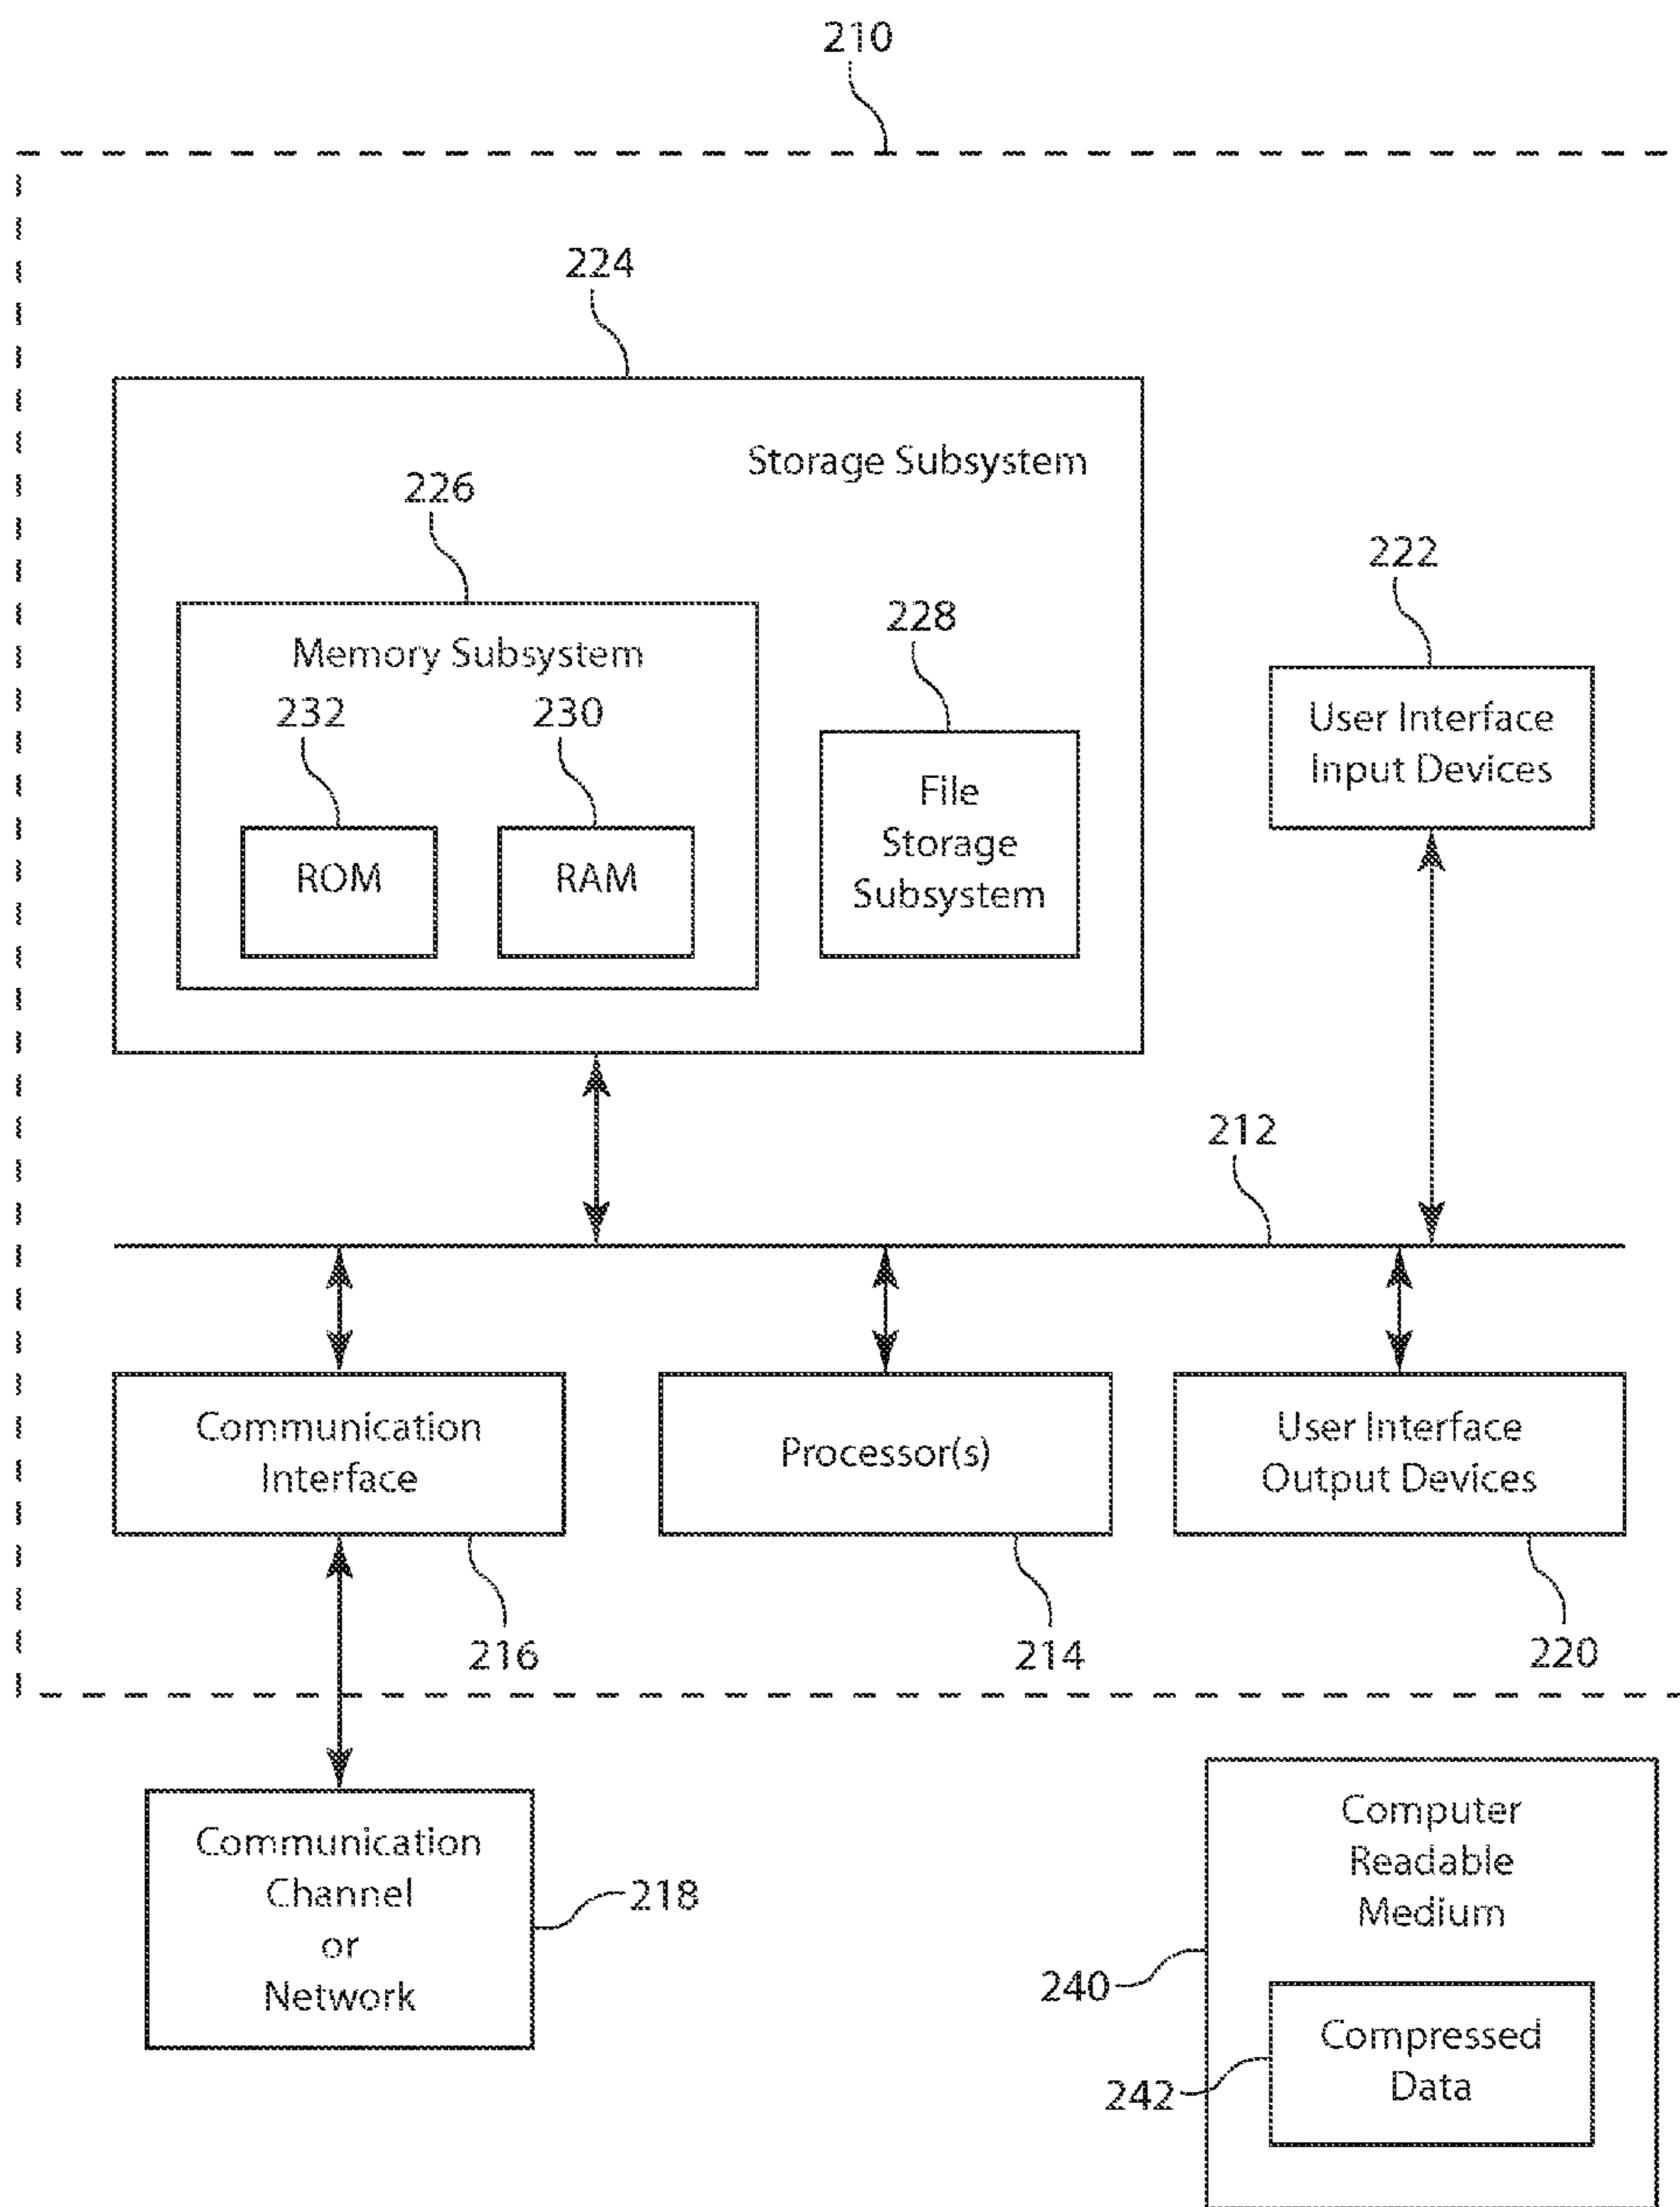 210
224
Storage Subsystem
226
222
228
Memory Subsystem
232
230
User Interface
Input Devices
File
Storage
Subsystem
ROM
RAM
212
Communication
Interface
Processor(s)
User Interface
Output Devices
216
214
220
Communication
Channel
or
Network
218
Computer
Readable
Medium
240
Compressed
Data
242